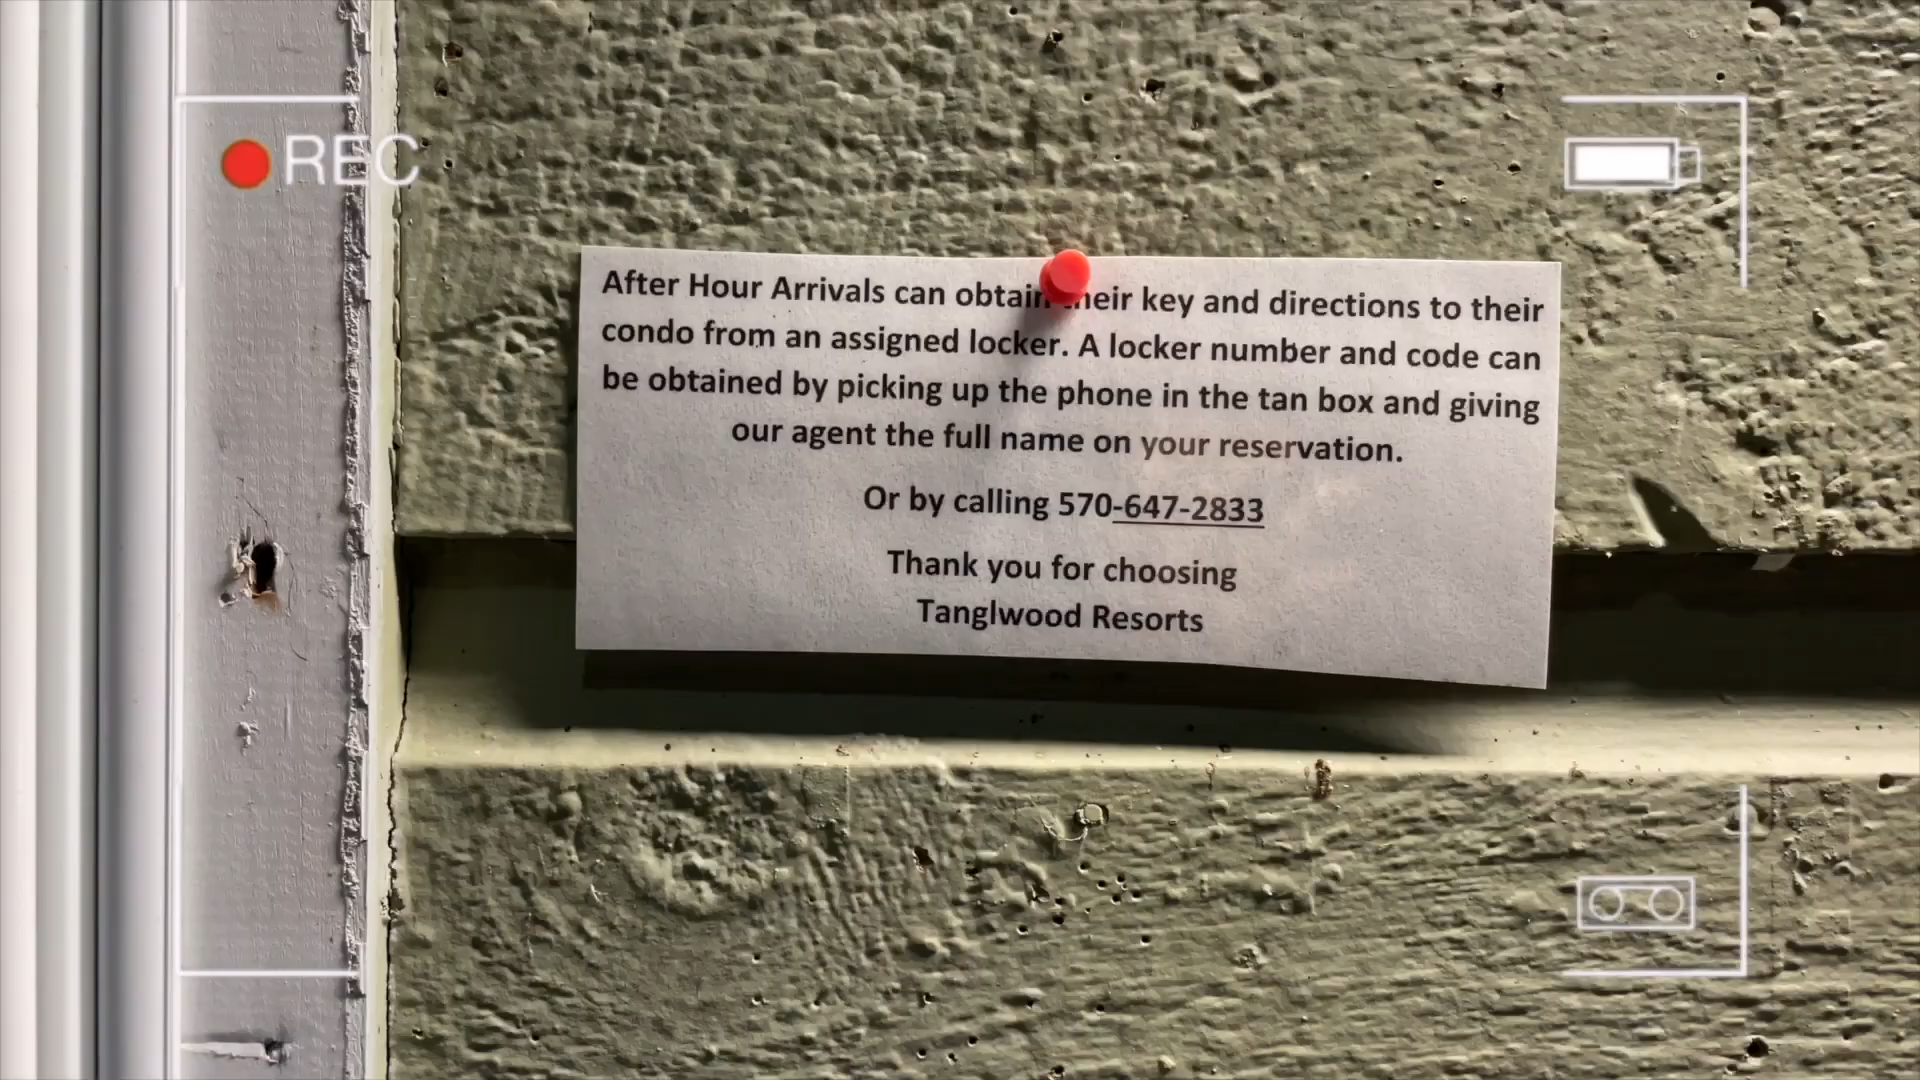 REC
After Hour Arrivals can obtain their key and directions to their
condo from an assigned locker. A locker number and code can
be obtained by picking up the phone in the tan box and giving
our agent the full name on your reservation.
Or by calling 570-647-2833
Thank you for choosing
Tanglwood Resorts